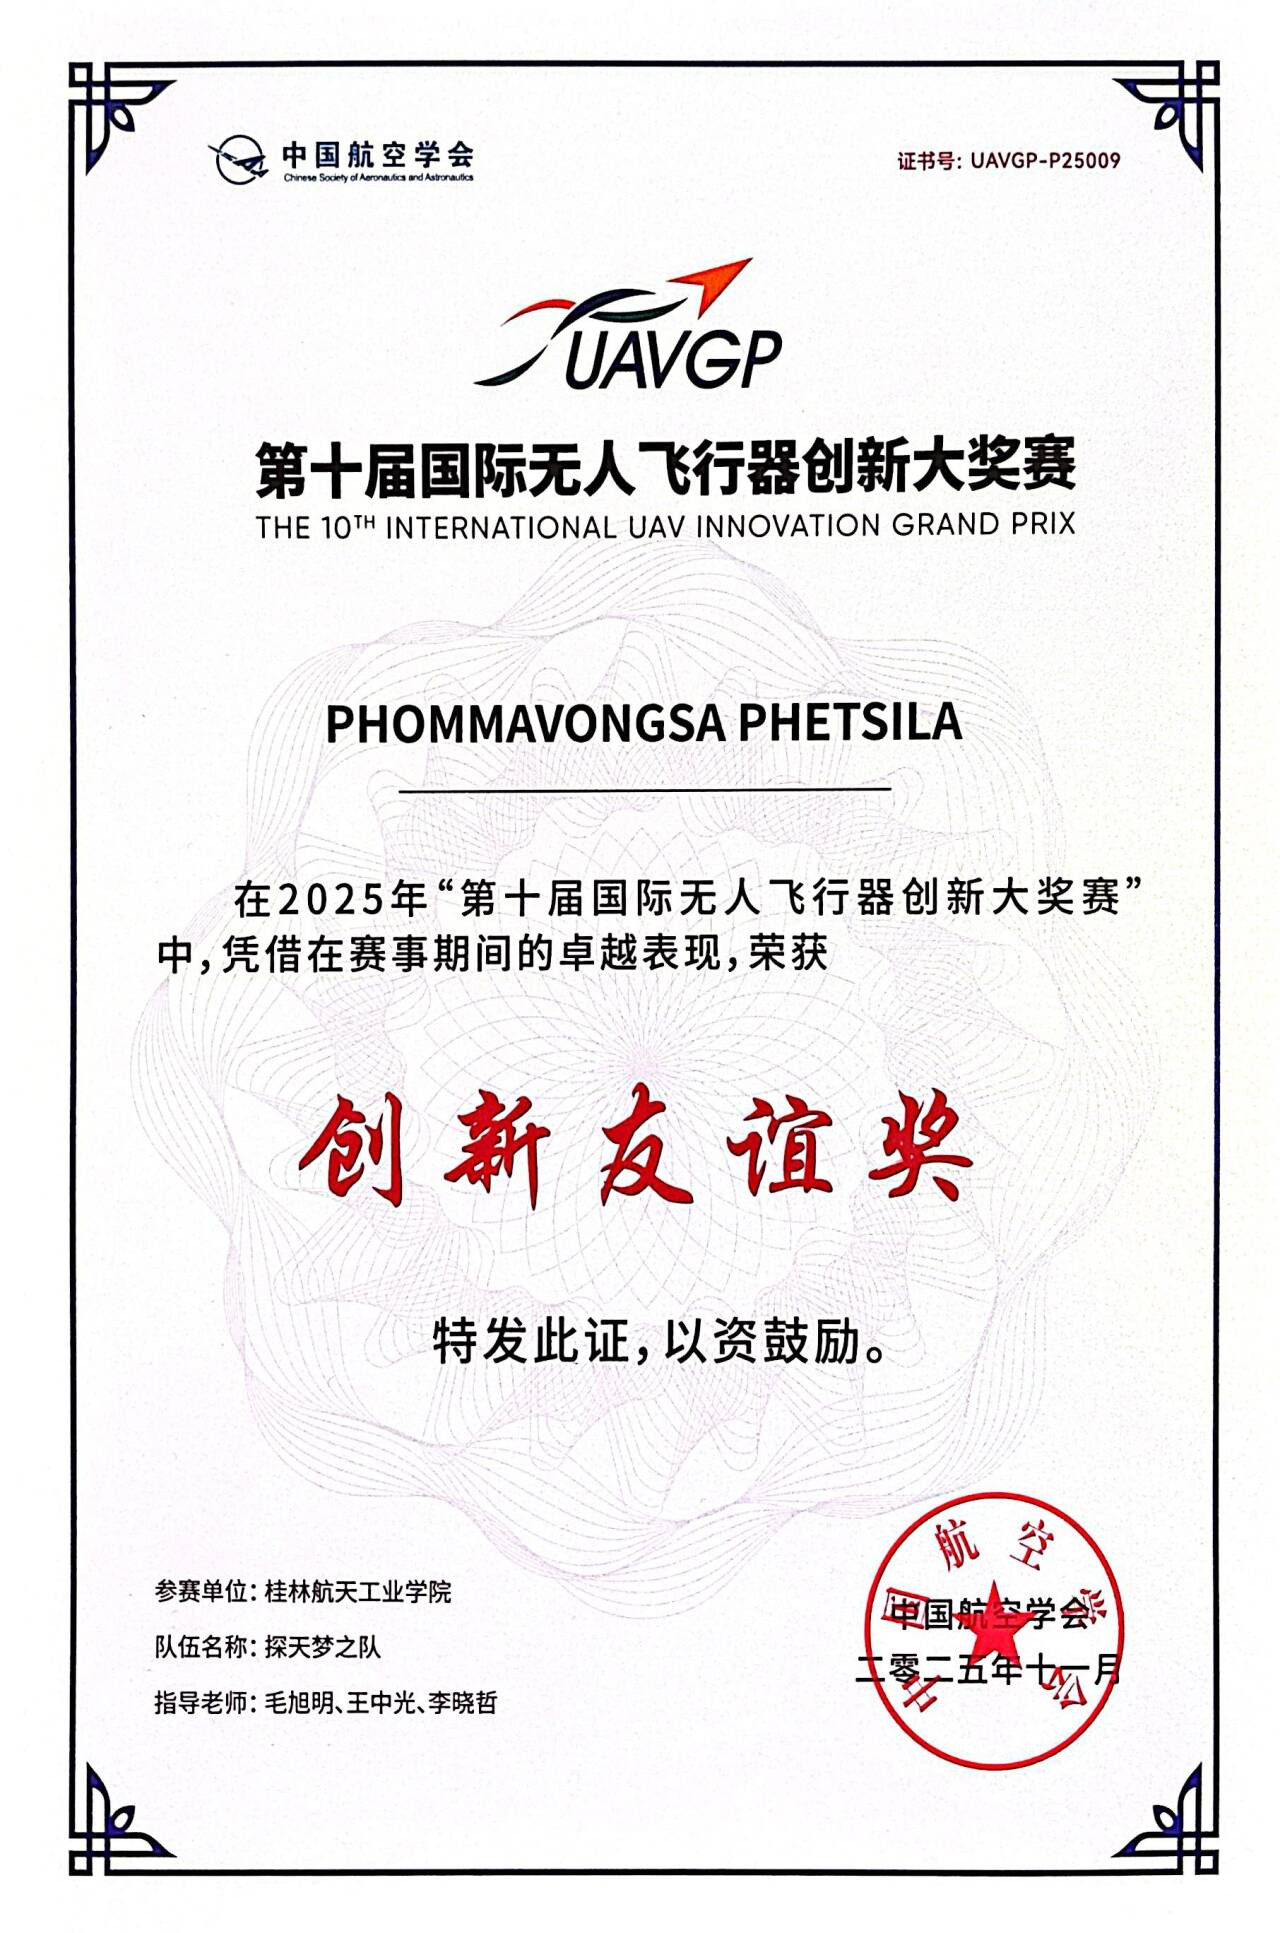 中国航空学会
Chinese Society of Aeronautics and Astronautics
证书号: UAVGP-P25009
UAVGP
第十届国际无人飞行器创新大奖赛
THE 10TH INTERNATIONAL UAV INNOVATION GRAND PRIX
PHOMMAVONGSA PHETSILA
在2025年“第十届国际无人飞行器创新大奖赛”
中,凭借在赛事期间的卓越表现,荣获
创新友谊奖
特发此证,以资鼓励。
参赛单位: 桂林航天工业学院
队伍名称: 探天梦之队
指导老师: 毛旭明、王中光、李晓哲
中国航空学会
二零二五年十一月
中国航空学会